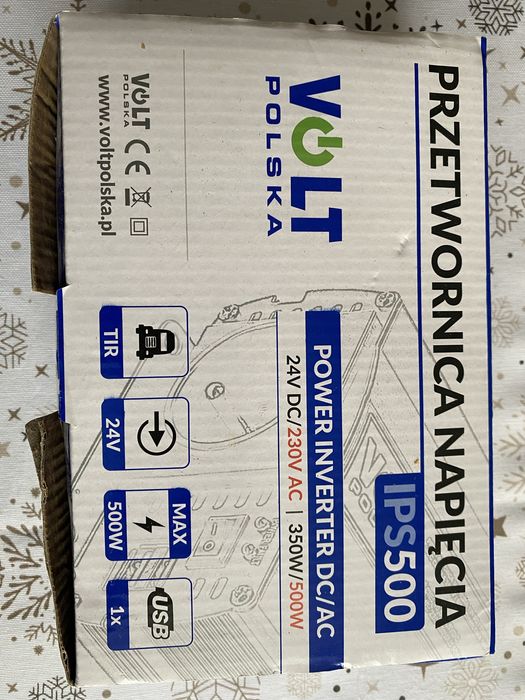 PRZETWORNICA NAPIĘCIA
IPS500
VOLT
POLSKA
POWER INVERTER DC/AC
24V DC/230V AC | 350W/500W
VOLT
POLSKA
CE
www.voltpolska.pl
TIR
24V
MAX
500W
USB
1x